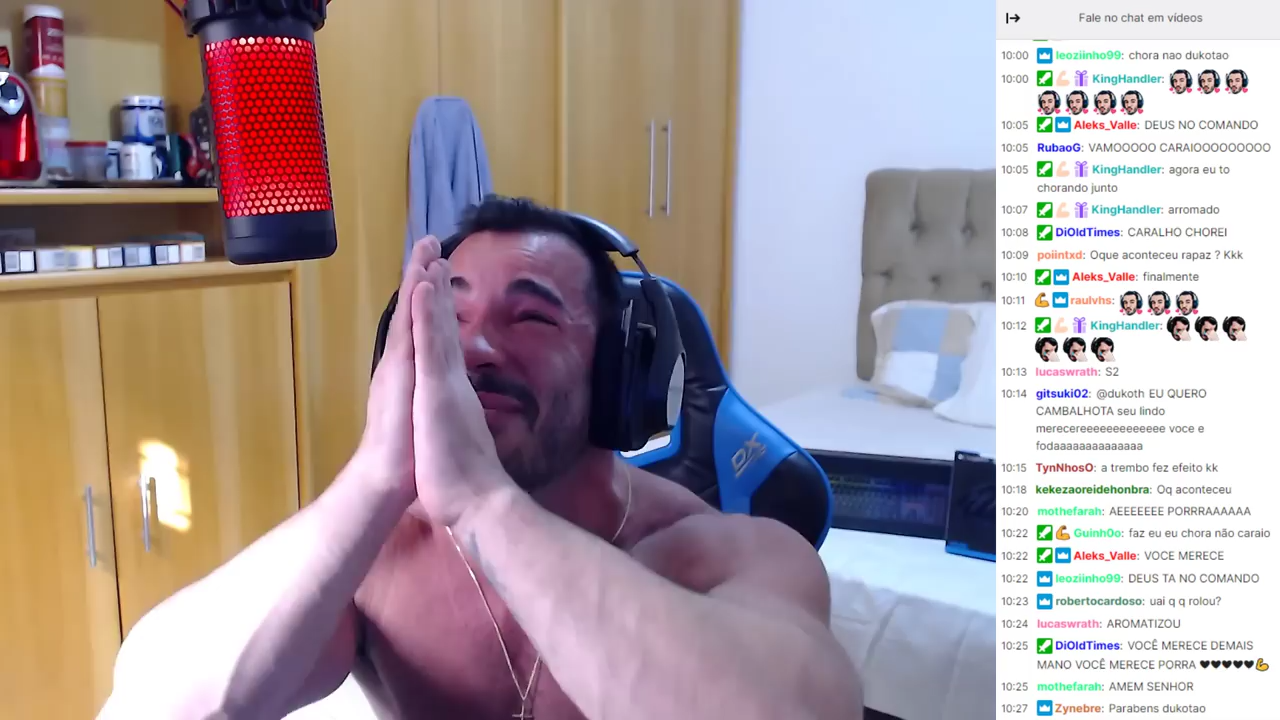 Fale no chat em vídeos
10:00 leoziinho99: chora nao dukotao
10:00 KingHandler:
10:05 Aleks_Valle: DEUS NO COMANDO
10:05 RubaoG: VAMOOOOO CARAIOOOOOOOOO
10:05 KingHandler: agora eu to
chorando junto
10:07 KingHandler: arromado
10:08 DiOldTimes: CARALHO CHOREI
10:09 poiintxd: Oque aconteceu rapaz ? Kkk
10:10 Aleks_Valle: finalmente
10:11 raulvhs:
10:12 KingHandler:
10:13 lucaswrath: S2
10:14 gitsuki02: @dukoth EU QUERO
CAMBALHOTA seu lindo
merecereeeeeeeeeeeee voce e
fodaaaaaaaaaaaaaa
10:15 TynNhosO: a trembo fez efeito kk
10:18 kekezaoreidehonbra: Oq aconteceu
10:20 mothefarah: AEEEEEEE PORRRAAAAAA
10:22 Guinh0o: faz eu eu chora não caraio
10:22 Aleks_Valle: VOCE MERECE
10:22 leoziinho99: DEUS TA NO COMANDO
10:23 robertocardoso: uai q q rolou?
10:24 lucaswrath: AROMATIZOU
10:25 DiOldTimes: VOCÊ MERECE DEMAIS
MANO VOCÊ MERECE PORRA ♥♥♥♥♥💪
10:25 mothefarah: AMEM SENHOR
10:27 Zynebre: Parabens dukotao
DX